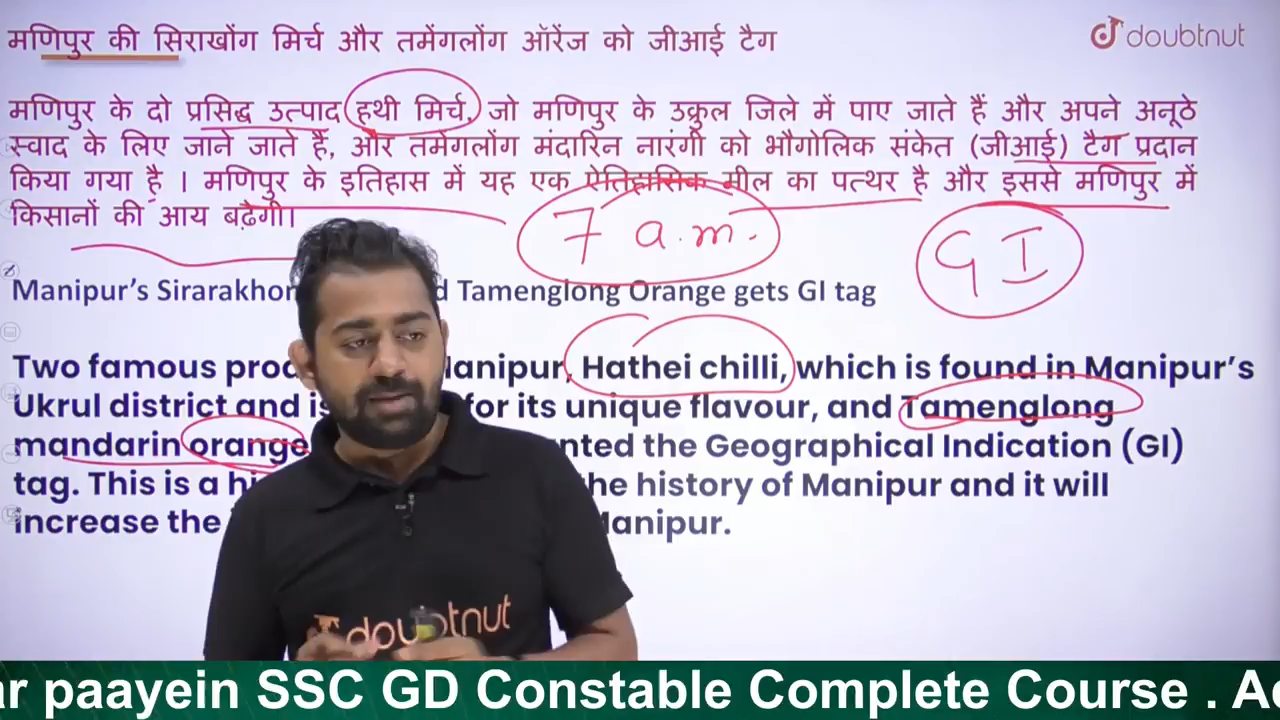 मणिपुर की सिराखोंग मिर्च और तमेंगलोंग ऑरेंज को जीआई टैग
doubtnut
मणिपुर के दो प्रसिद्ध उत्पाद हथी मिर्च, जो मणिपुर के उक्रुल जिले में पाए जाते हैं और अपने अनूठे
स्वाद के लिए जाने जाते हैं, और तमेंगलोंग मंदारिन नारंगी को भौगोलिक संकेत (जीआई) टैग प्रदान
किया गया है । मणिपुर के इतिहास में यह एक ऐतिहासिक मील का पत्थर है और इससे मणिपुर में
किसानों की आय बढ़ेगी।
7 a.m.
GI
Manipur’s Sirarakhon d Tamenglong Orange gets GI tag
Two famous proc Manipur, Hathei chilli, which is found in Manipur’s
Ukrul district and is for its unique flavour, and Tamenglong
mandarin orange nted the Geographical Indication (GI)
tag. This is a hi the history of Manipur and it will
increase the Manipur.
doubtnut
ar paayein SSC GD Constable Complete Course . Ac